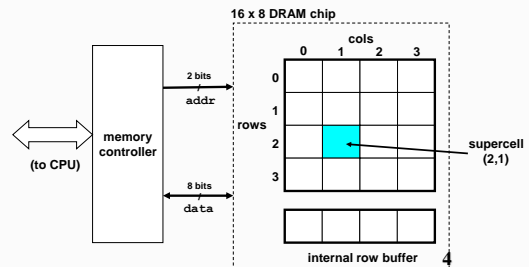 16 x 8 DRAM chip
cols
0 1 2 3
0
2 bits
addr
1
rows
memory
controller
2
supercell
(2,1)
(to CPU)
3
8 bits
data
internal row buffer
4